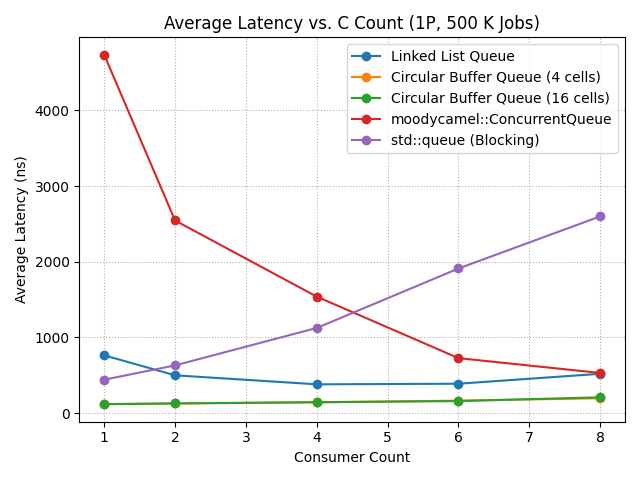 Average Latency vs. C Count (1P, 500 K Jobs)
Linked List Queue
Circular Buffer Queue (4 cells)
Circular Buffer Queue (16 cells)
moodycamel::ConcurrentQueue
std::queue (Blocking)
Average Latency (ns)
4000
3000
2000
1000
0
1 2 3 4 5 6 7 8
Consumer Count